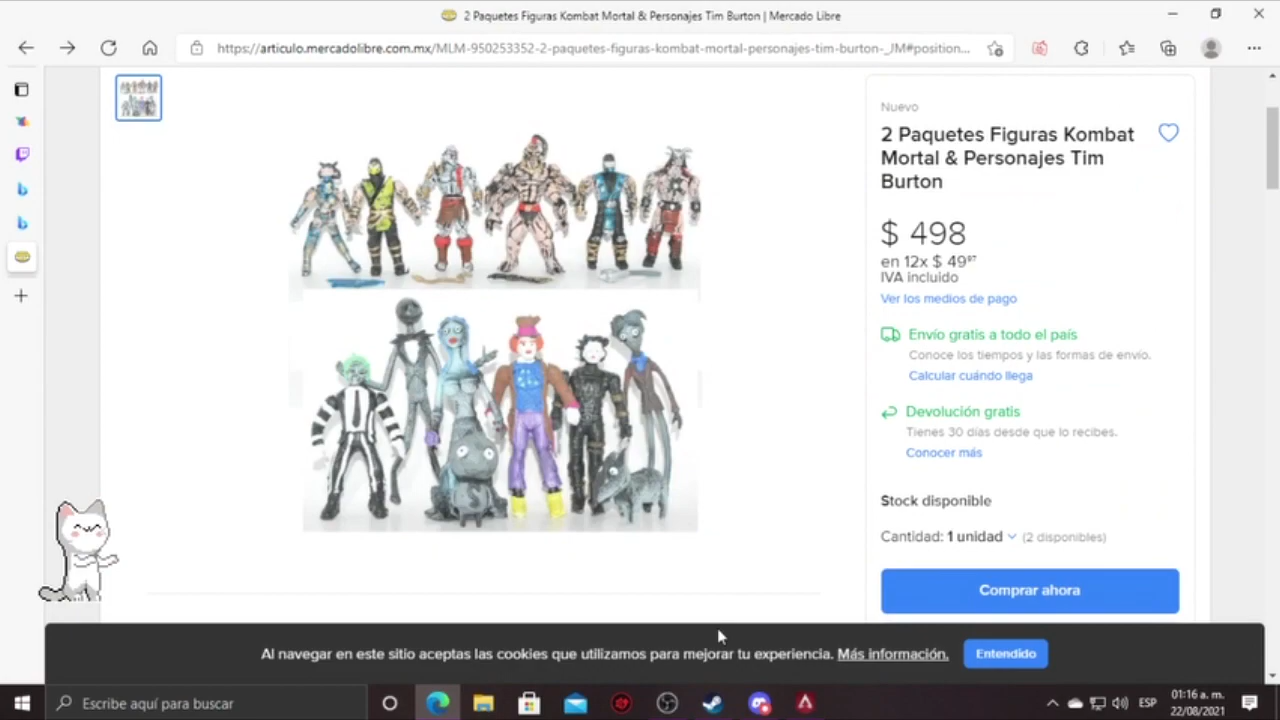 2 Paquetes Figuras Kombat Mortal & Personajes Tim Burton | Mercado Libre
https://articulo.mercadolibre.com.mx/MLM-950253352-2-paquetes-figuras-kombat-mortal-personajes-tim-burton-_JM#position...
Nuevo
2 Paquetes Figuras Kombat
Mortal & Personajes Tim
Burton
$ 498
en 12x $ 49⁹⁷
IVA incluido
Ver los medios de pago
Envío gratis a todo el país
Conoce los tiempos y las formas de envío.
Calcular cuándo llega
Devolución gratis
Tienes 30 días desde que lo recibes.
Conocer más
Stock disponible
Cantidad: 1 unidad (2 disponibles)
Comprar ahora
Al navegar en este sitio aceptas las cookies que utilizamos para mejorar tu experiencia. Más información.
Entendido
Escribe aquí para buscar
ESP
01:16 a. m.
22/08/2021